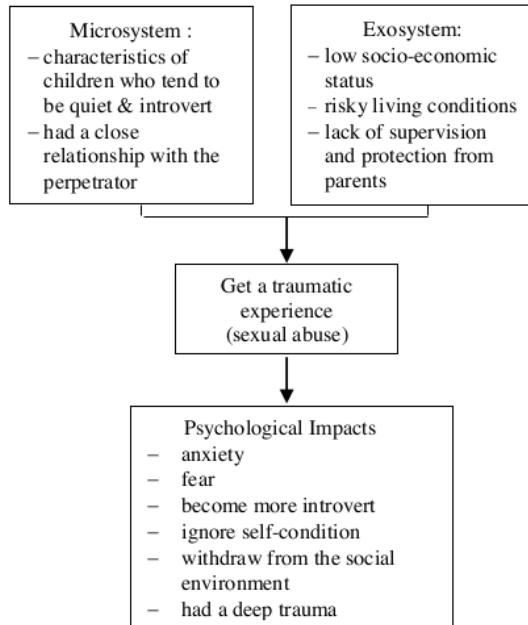 Microsystem :
– characteristics of
children who tend to
be quiet & introvert
– had a close
relationship with the
perpetrator
Exosystem:
– low socio-economic
status
– risky living conditions
– lack of supervision
and protection from
parents
Get a traumatic
experience
(sexual abuse)
Psychological Impacts
– anxiety
– fear
– become more introvert
– ignore self-condition
– withdraw from the social
environment
– had a deep trauma